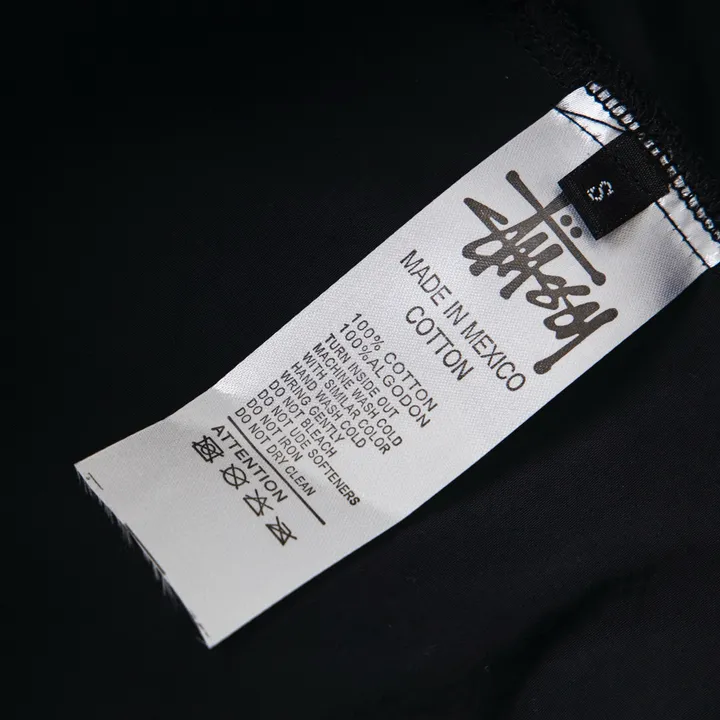 S
STÜSSY
MADE IN MEXICO
COTTON
100% COTTON
100%ALGODON
TURN INSIDE OUT
MACHINE WASH COLD
WITH SIMILAR COLOR
HAND WASH COLD
WRING GENTLY
DO NOT BLEACH
DO NOT UDE SOFTENERS
DO NOT IRON
DO NOT DRY CLEAN
ATTENTION